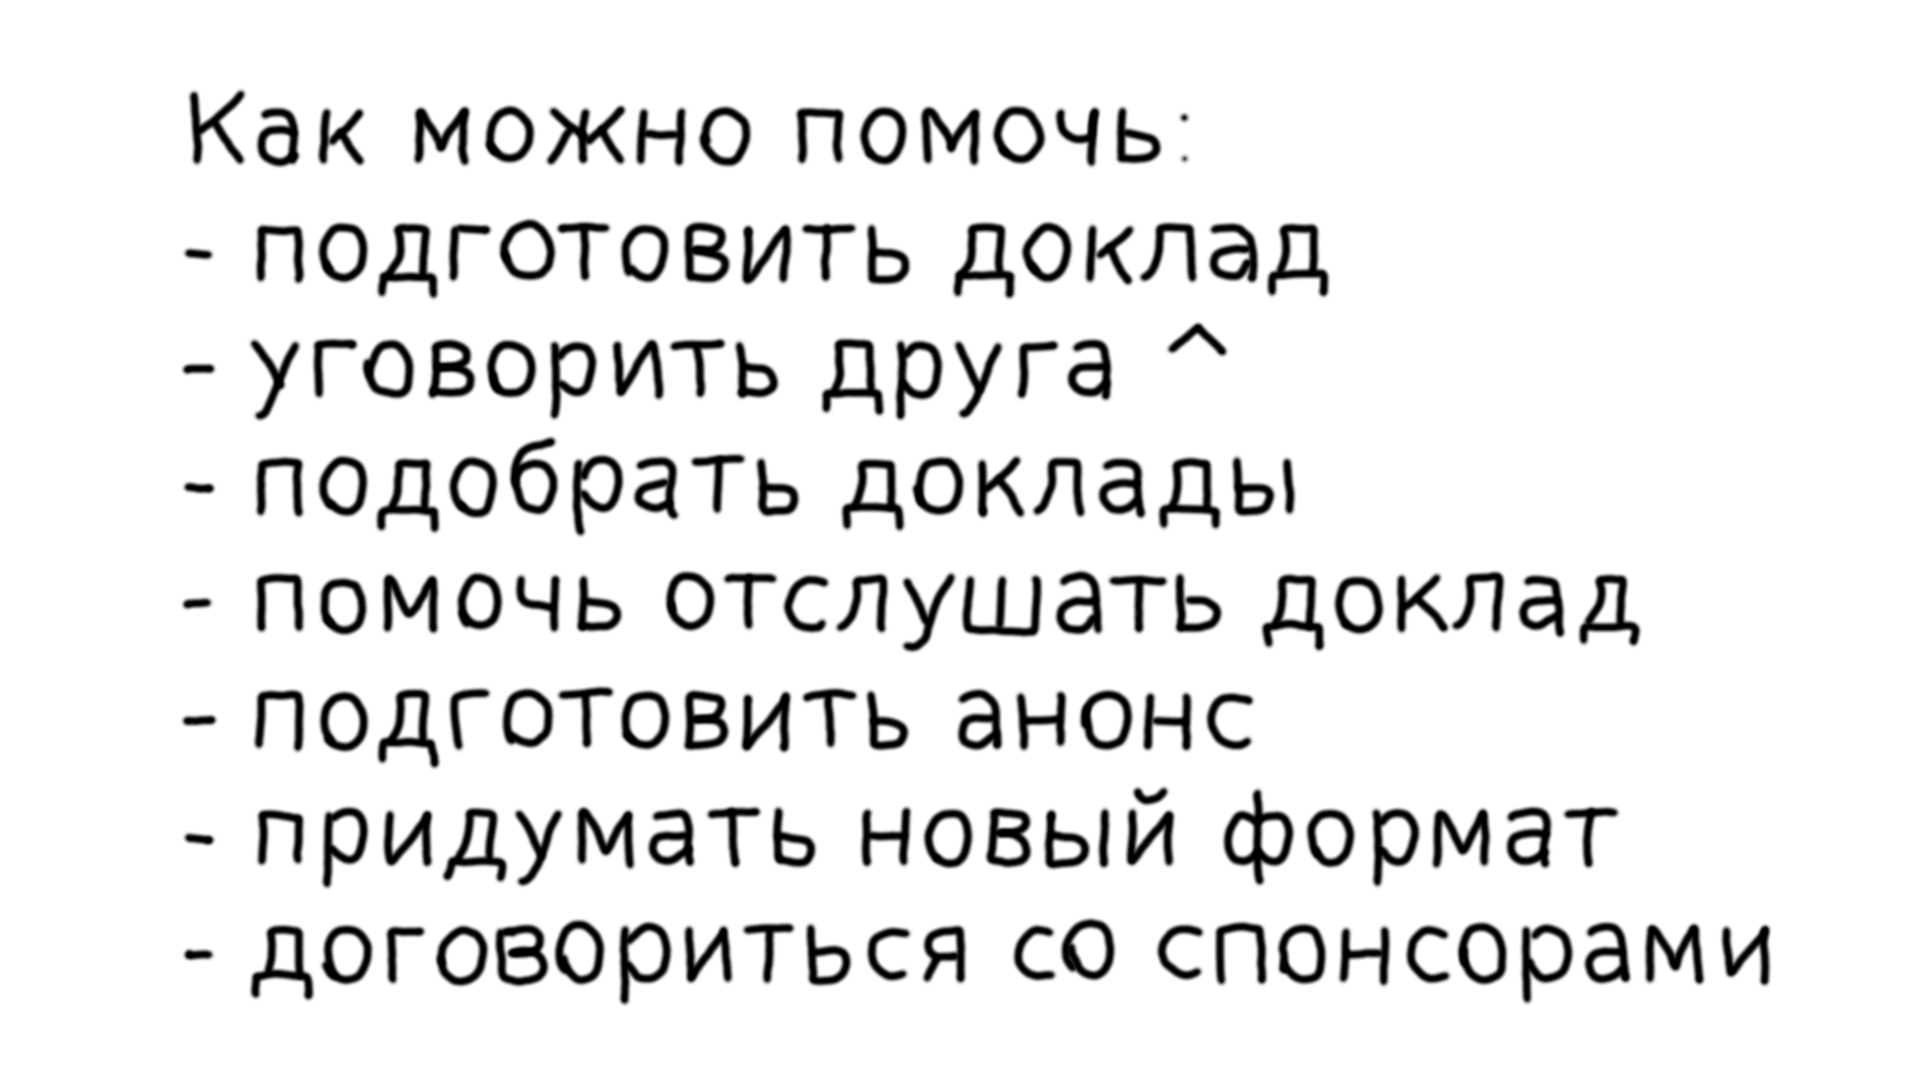 Как можно помочь:
- подготовить доклад
- уговорить друга ^
- подобрать доклады
- помочь отслушать доклад
- подготовить анонс
- придумать новый формат
- договориться со спонсорами